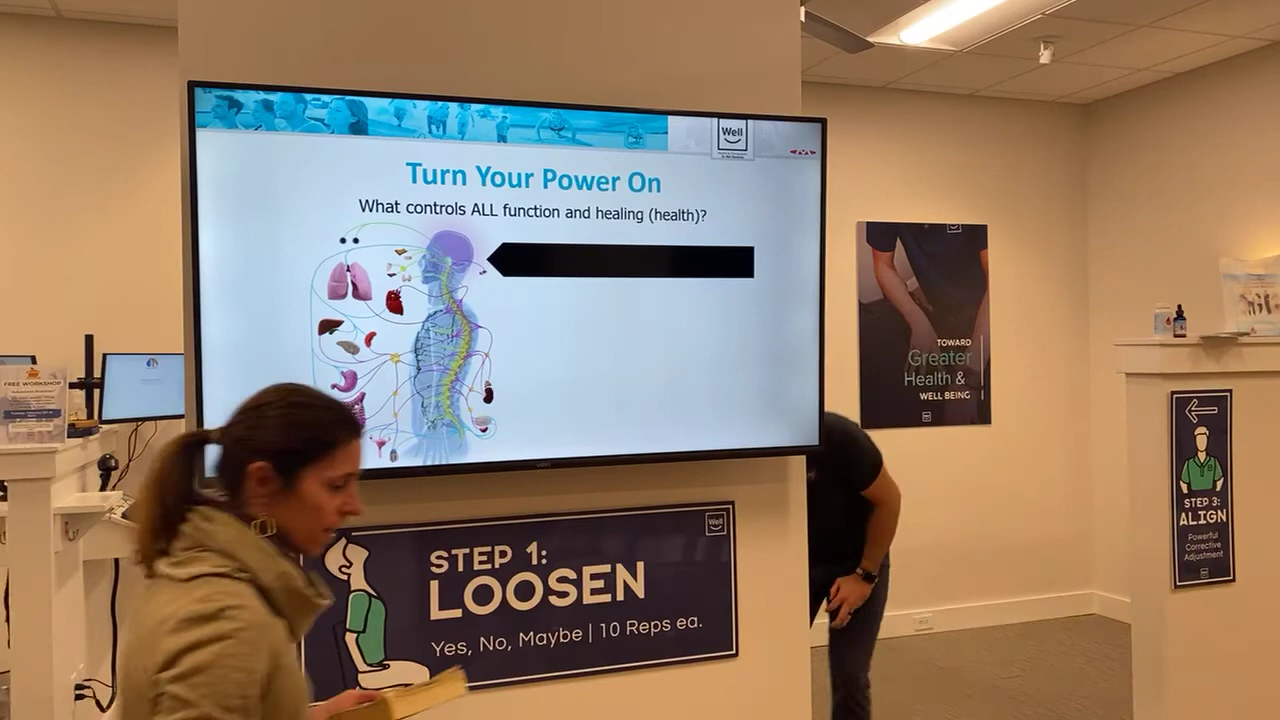 Well
Turn Your Power On
What controls ALL function and healing (health)?
FREE WORKSHOP
TOWARD
Greater
Health &
WELL BEING
STEP 1:
LOOSEN
Yes, No, Maybe | 10 Reps ea.
Well
STEP 3:
ALIGN
Powerful
Corrective
Adjustment